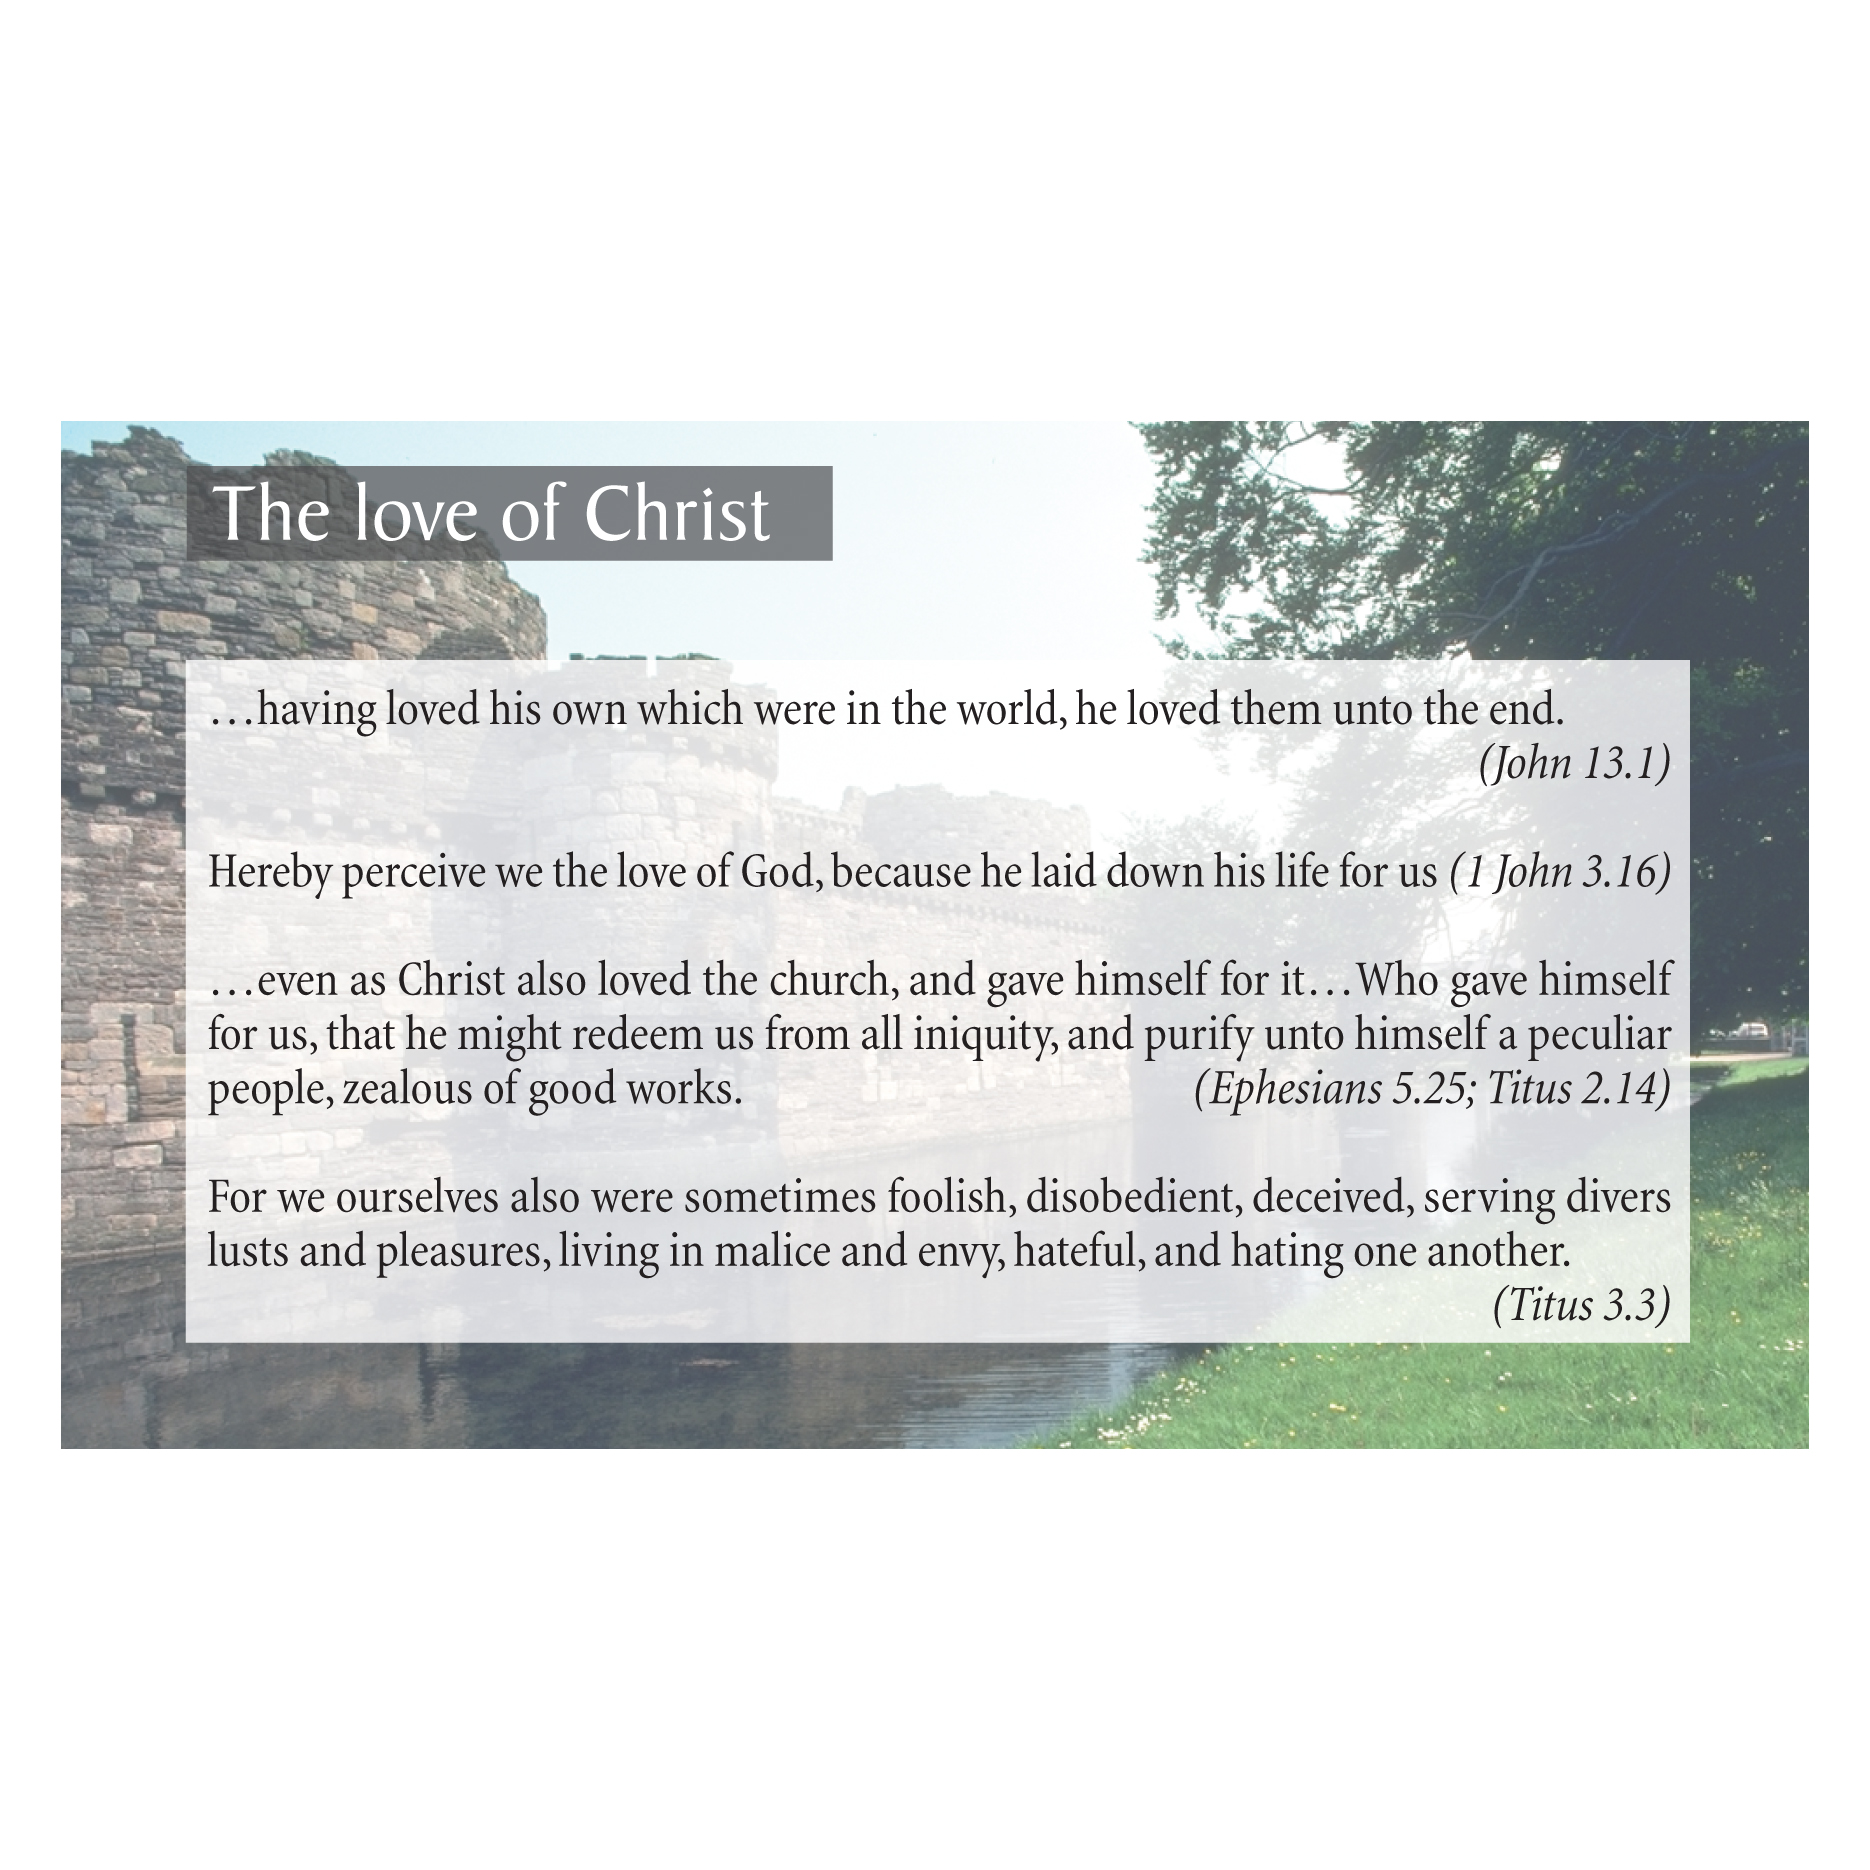 The love of Christ
…having loved his own which were in the world, he loved them unto the end.
(John 13.1)
Hereby perceive we the love of God, because he laid down his life for us (1 John 3.16)
…even as Christ also loved the church, and gave himself for it…Who gave himself
for us, that he might redeem us from all iniquity, and purify unto himself a peculiar
people, zealous of good works. (Ephesians 5.25; Titus 2.14)
For we ourselves also were sometimes foolish, disobedient, deceived, serving divers
lusts and pleasures, living in malice and envy, hateful, and hating one another.
(Titus 3.3)